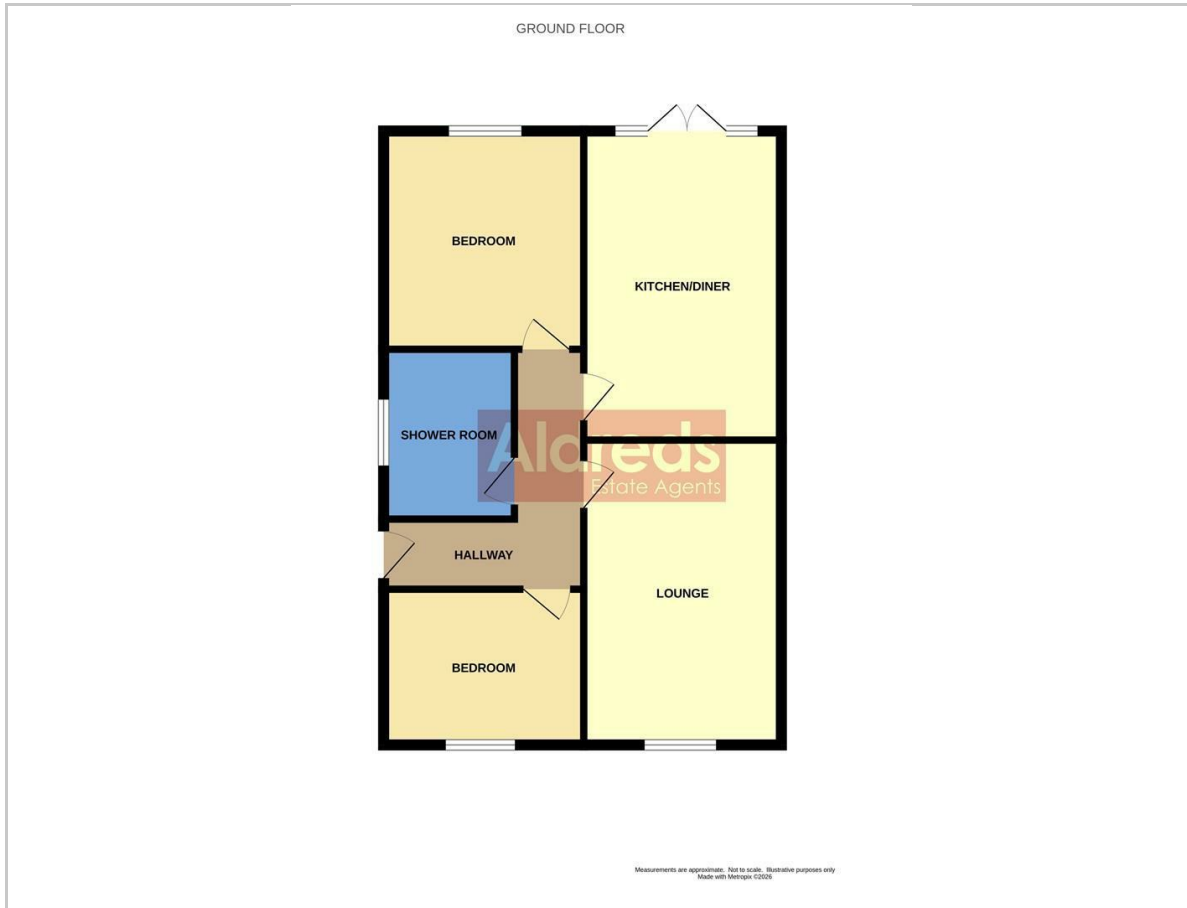 GROUND FLOOR
BEDROOM
KITCHEN/DINER
SHOWER ROOM
Aldreds
Estate Agents
HALLWAY
LOUNGE
BEDROOM
Measurements are approximate. Not to scale. Illustrative purposes only
Made with Metropix ©2026